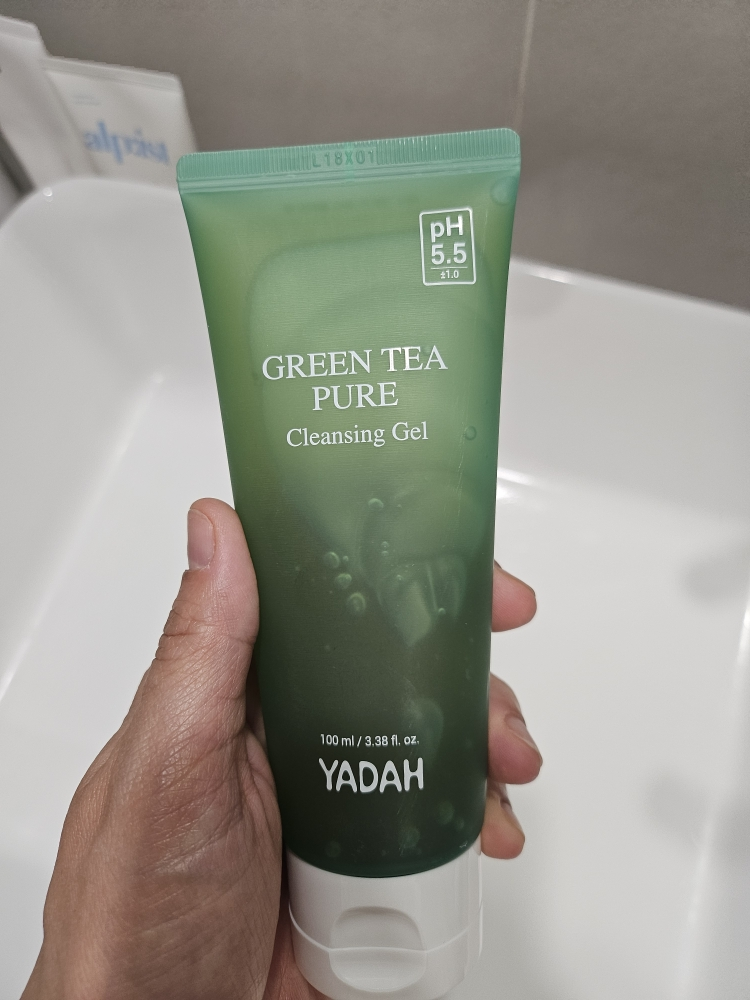 L18X01
pH
5.5
±1.0
GREEN TEA
PURE
Cleansing Gel
100 ml / 3.38 fl. oz.
YADAH